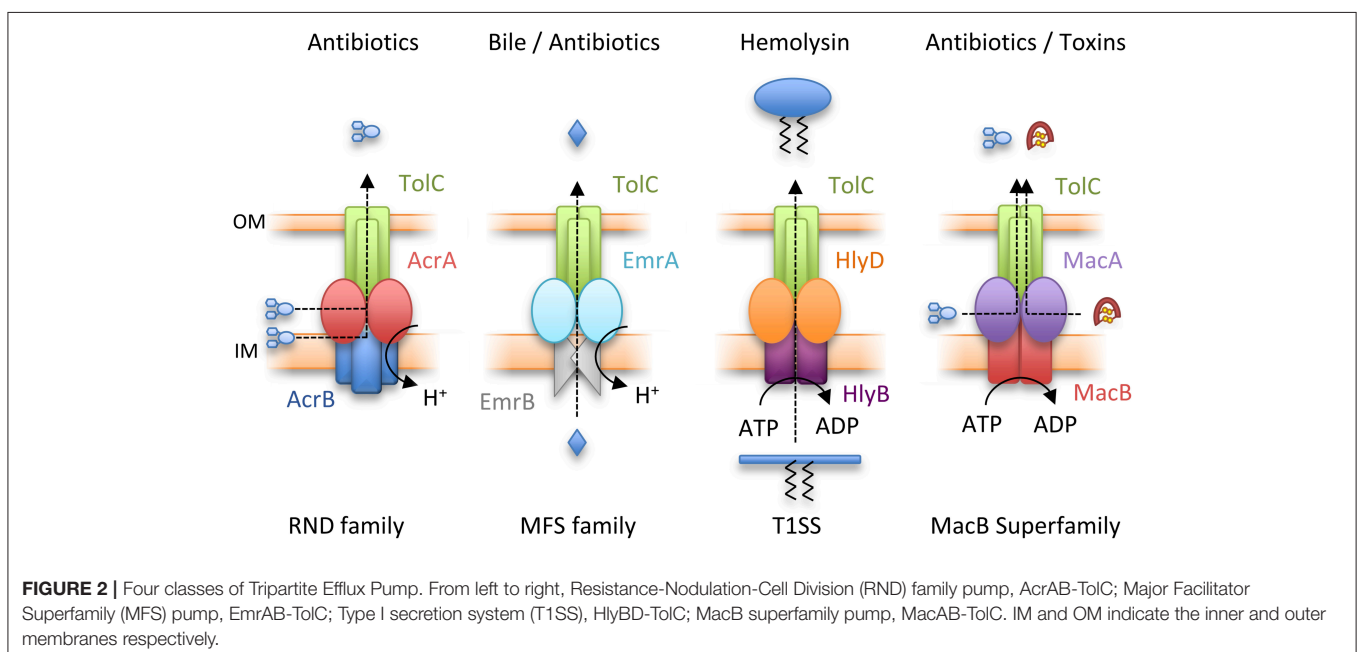 Antibiotics
Bile / Antibiotics
Hemolysin
Antibiotics / Toxins
TolC
TolC
TolC
TolC
OM
AcrA
EmrA
HlyD
MacA
IM
AcrB
H+
EmrB
H+
HlyB
MacB
ATP
ADP
ATP
ADP
RND family
MFS family
T1SS
MacB Superfamily
FIGURE 2 | Four classes of Tripartite Efflux Pump. From left to right, Resistance-Nodulation-Cell Division (RND) family pump, AcrAB-TolC; Major Facilitator
Superfamily (MFS) pump, EmrAB-TolC; Type I secretion system (T1SS), HlyBD-TolC; MacB superfamily pump, MacAB-TolC. IM and OM indicate the inner and outer
membranes respectively.